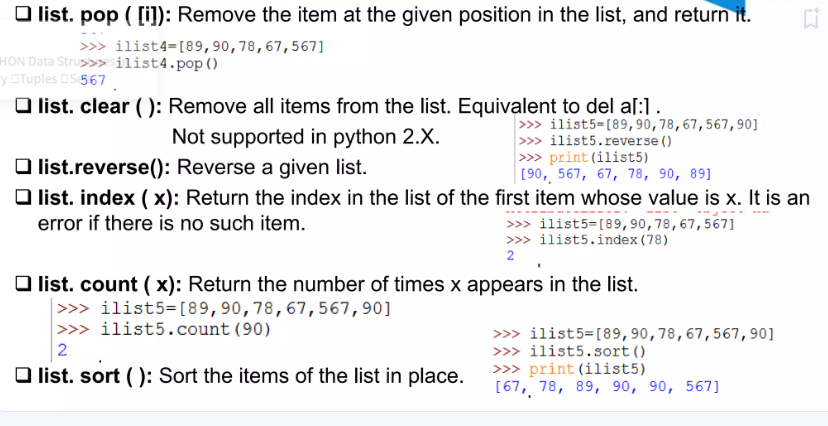 ❑ list. pop ( [i]): Remove the item at the given position in the list, and return it.
>>> ilist4=[89,90,78,67,567]
>>> ilist4.pop()
567
❑ list. clear ( ): Remove all items from the list. Equivalent to del a[:] .
Not supported in python 2.X.
>>> ilist5=[89,90,78,67,567,90]
>>> ilist5.reverse()
>>> print(ilist5)
[90, 567, 67, 78, 90, 89]
❑ list.reverse(): Reverse a given list.
❑ list. index ( x): Return the index in the list of the first item whose value is x. It is an
error if there is no such item.
>>> ilist5=[89,90,78,67,567]
>>> ilist5.index(78)
2
❑ list. count ( x): Return the number of times x appears in the list.
>>> ilist5=[89,90,78,67,567,90]
>>> ilist5.count(90)
2
❑ list. sort ( ): Sort the items of the list in place.
>>> ilist5=[89,90,78,67,567,90]
>>> ilist5.sort()
>>> print(ilist5)
[67, 78, 89, 90, 90, 567]